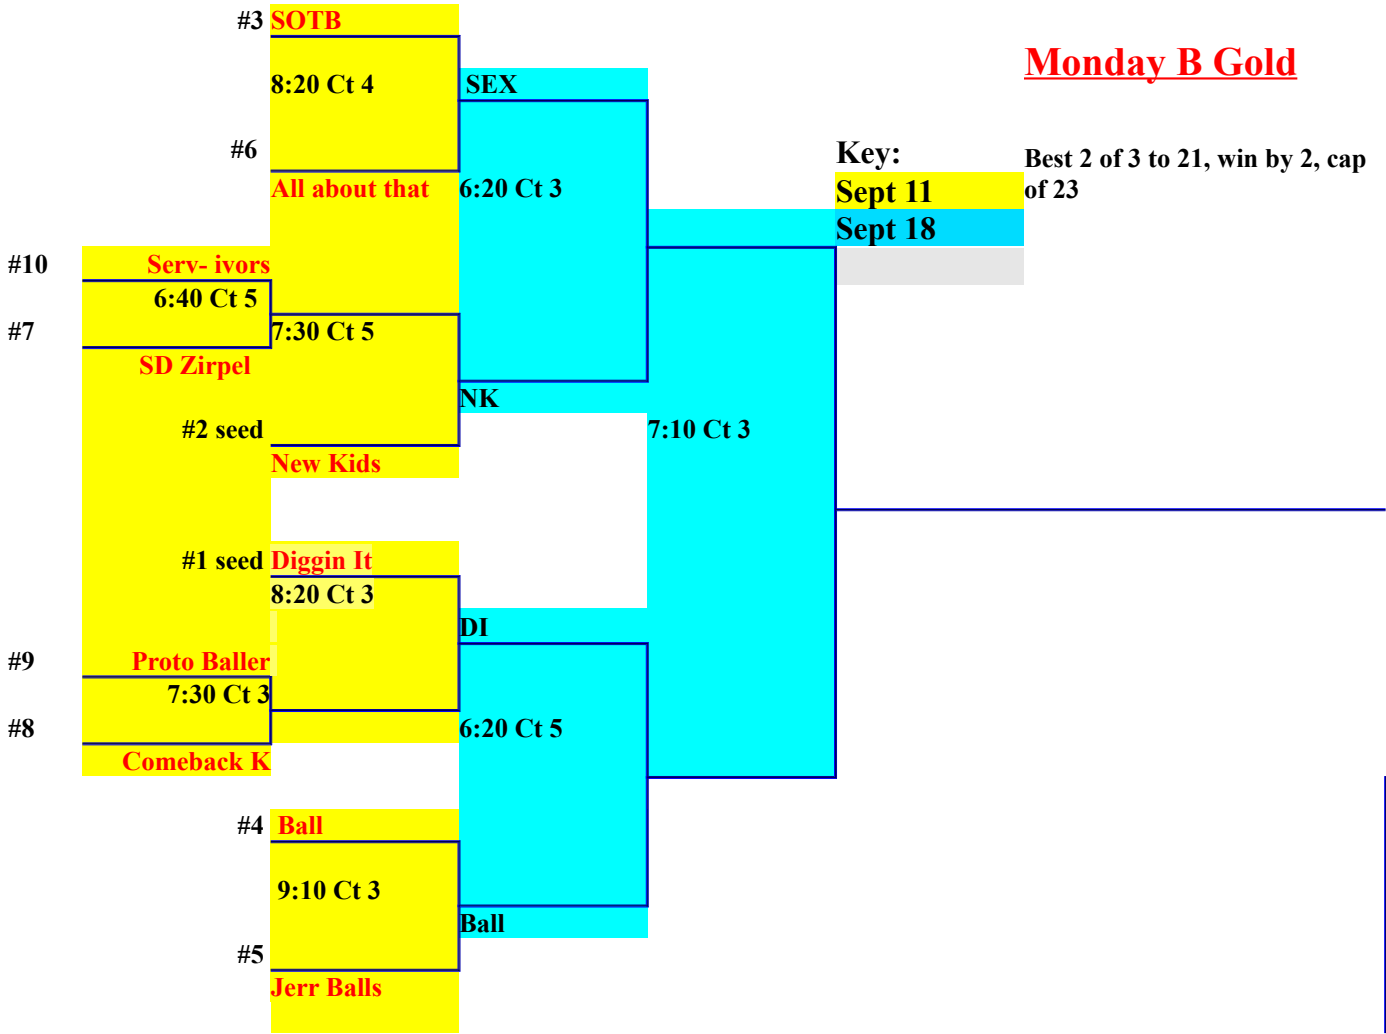 #3 SOTB
Monday B Gold
8:20 Ct 4
SEX
#6
Key:
Best 2 of 3 to 21, win by 2, cap
of 23
All about that
6:20 Ct 3
Sept 11
Sept 18
#10
Serv- ivors
6:40 Ct 5
#7
7:30 Ct 5
SD Zirpel
NK
#2 seed
7:10 Ct 3
New Kids
#1 seed Diggin It
8:20 Ct 3
DI
#9
Proto Baller
7:30 Ct 3
#8
6:20 Ct 5
Comeback K
#4 Ball
9:10 Ct 3
Ball
#5
Jerr Balls